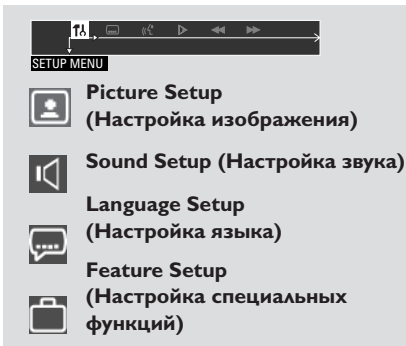 SETUP MENU
Picture Setup
(Настройка изображения)
Sound Setup (Настройка звука)
Language Setup
(Настройка языка)
Feature Setup
(Настройка специальных
функций)